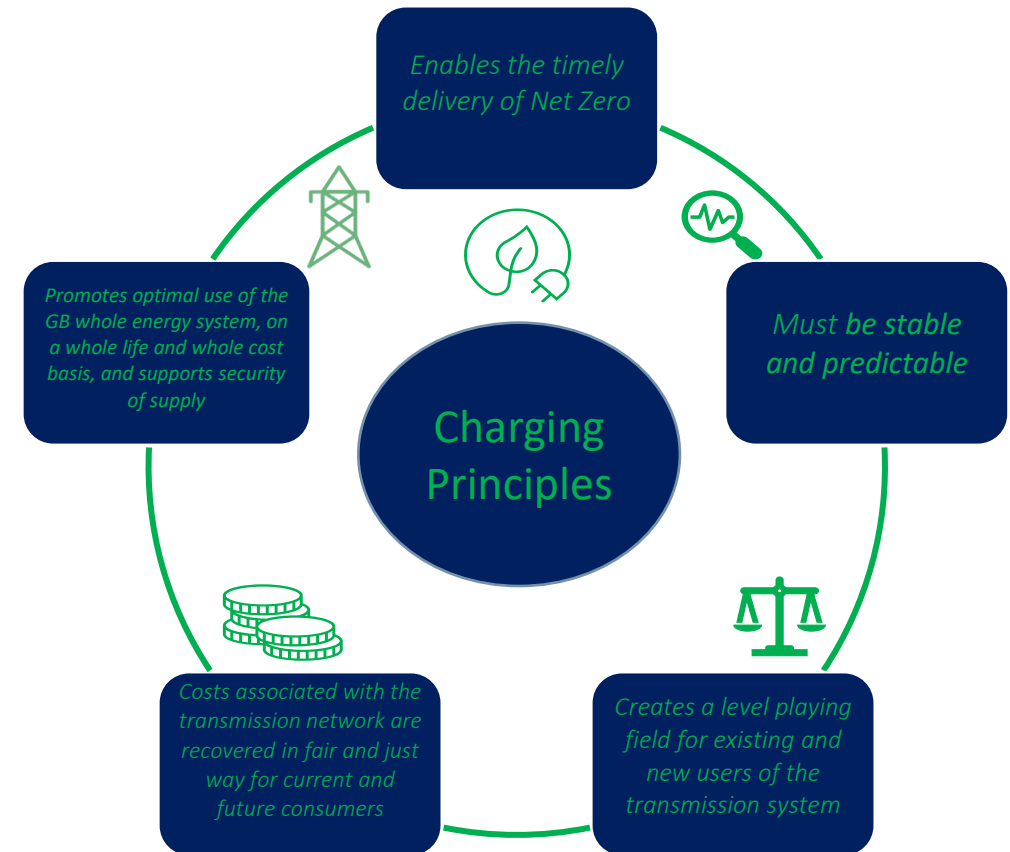 Enables the timely
delivery of Net Zero
Promotes optimal use of the
GB whole energy system, on
a whole life and whole cost
basis, and supports security
of supply
Must be stable
and predictable
Charging
Principles
Costs associated with the
transmission network are
recovered in fair and just
way for current and
future consumers
Creates a level playing
field for existing and
new users of the
transmission system